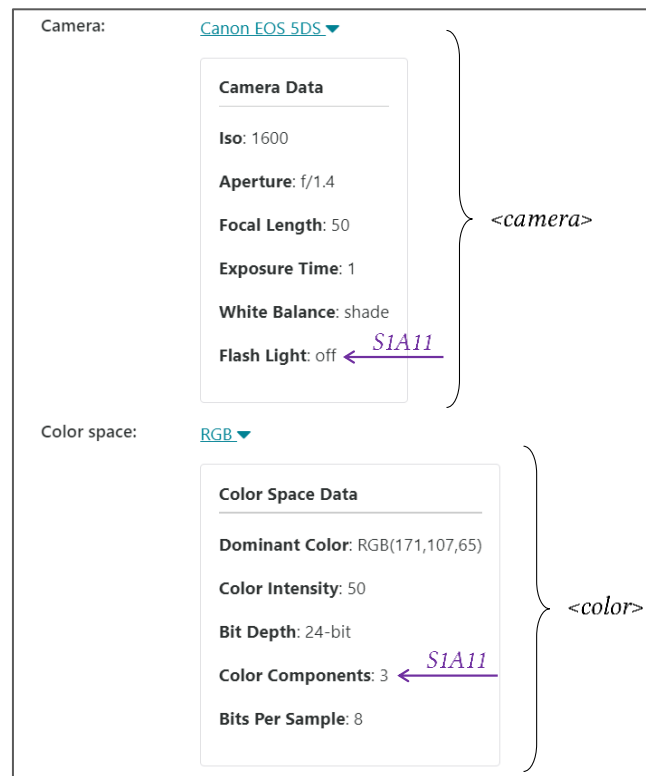 Camera: Canon EOS 5DS
Camera Data
Iso: 1600
Aperture: f/1.4
Focal Length: 50
<camera>
Exposure Time: 1
White Balance: shade
Flash Light: off S1A11
Color space: RGB
Color Space Data
Dominant Color: RGB(171,107,65)
Color Intensity: 50
<color>
Bit Depth: 24-bit
Color Components: 3 S1A11
Bits Per Sample: 8